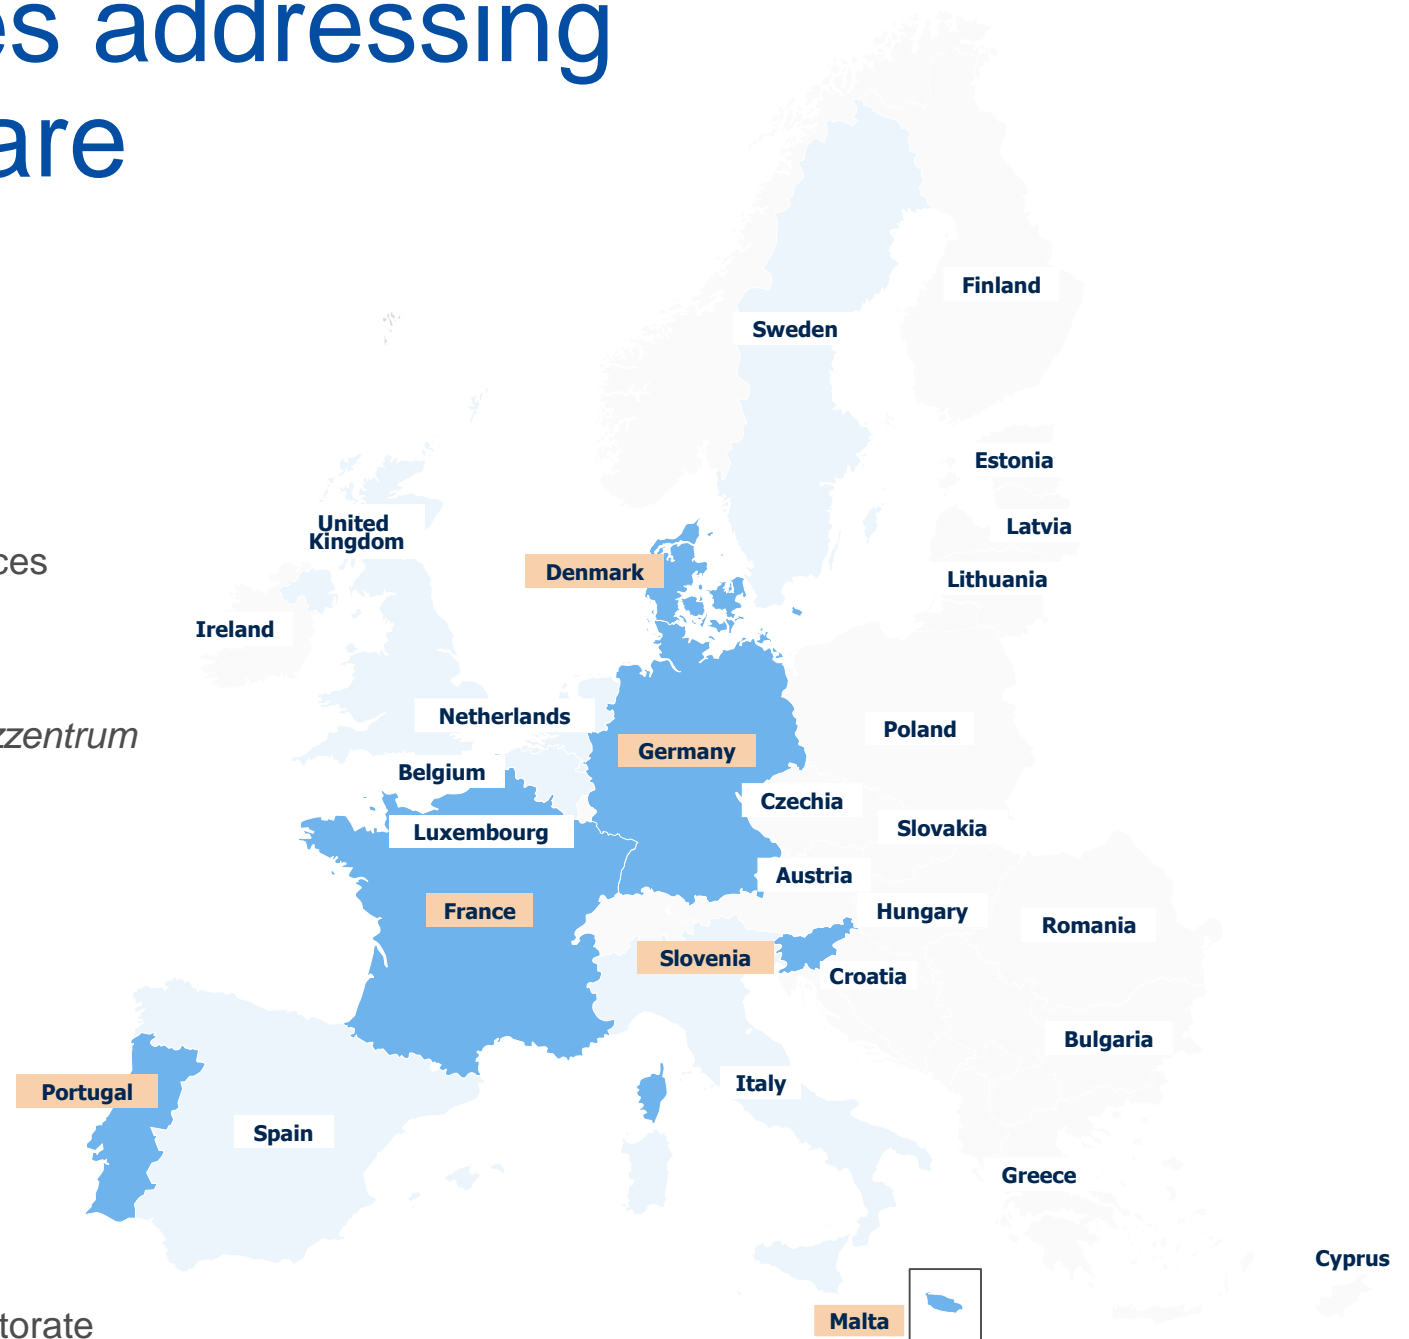 es addressing
are
Finland
Sweden
Estonia
United
Kingdom
Latvia
ces
Denmark
Lithuania
Ireland
Netherlands
zzentrum
Poland
Germany
Belgium
Czechia
Luxembourg
Slovakia
Austria
France
Hungary
Romania
Slovenia
Croatia
Bulgaria
Portugal
Italy
Spain
Greece
Cyprus
Malta
torate